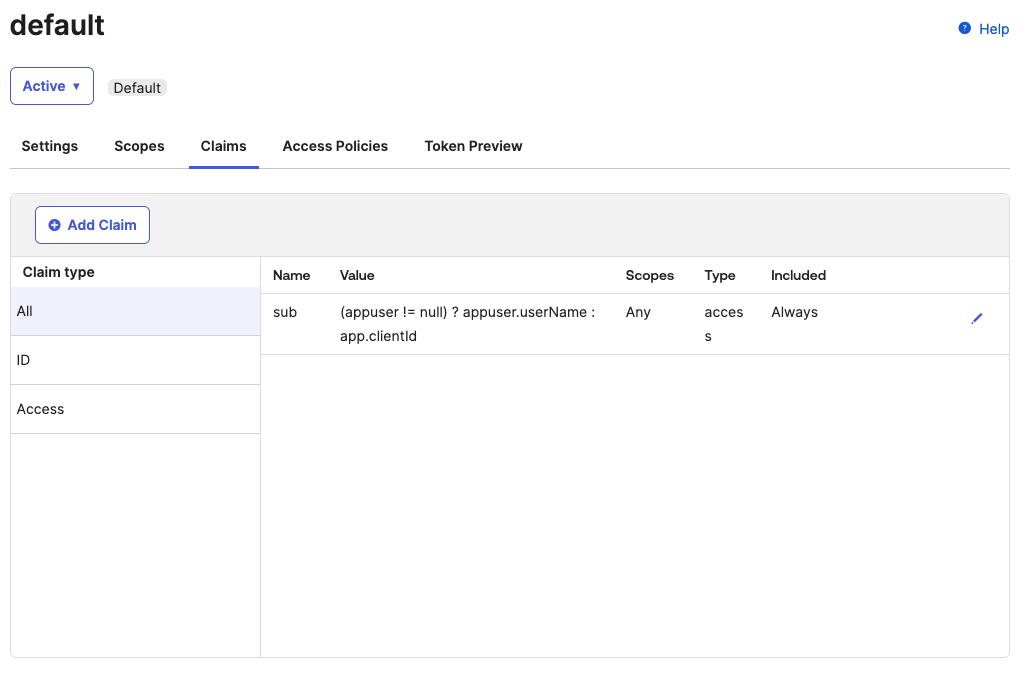 default
Help
Active ▼ Default
Settings Scopes Claims Access Policies Token Preview
Add Claim
Claim type
All
ID
Access
Name Value Scopes Type Included
sub (appuser != null) ? appuser.userName : Any acces Always
app.clientId s